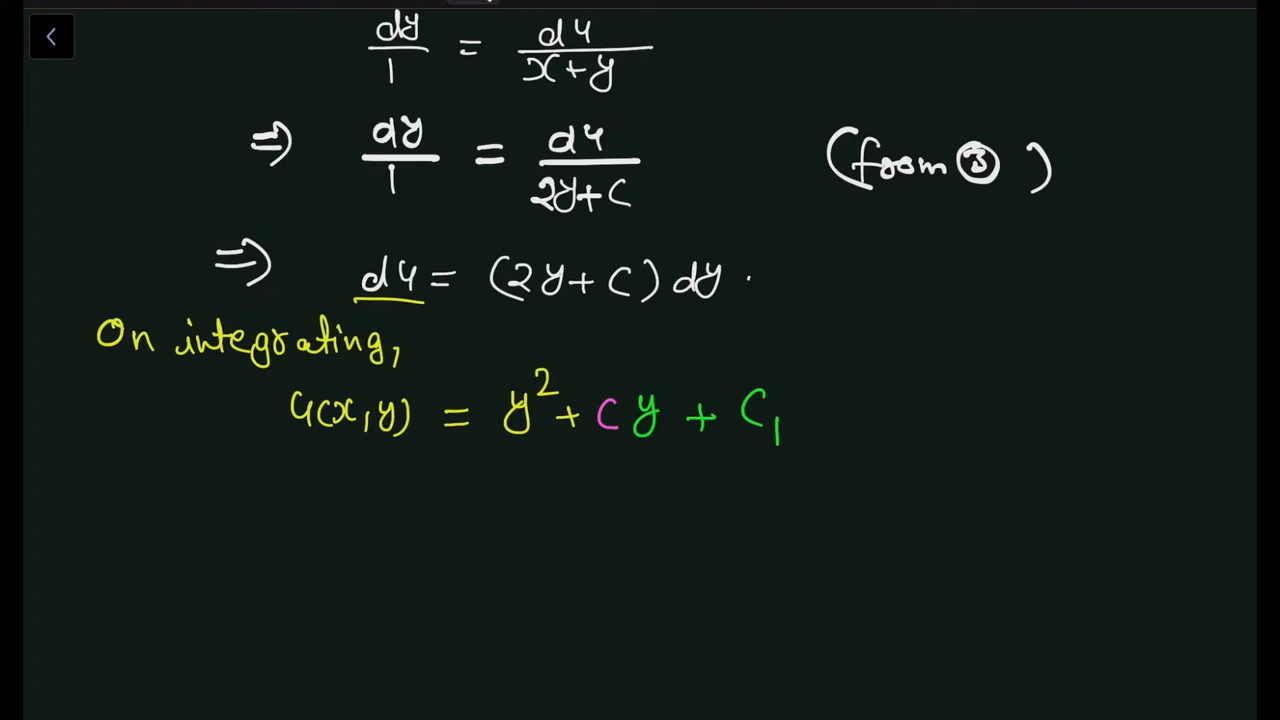 dy/1 = du/x+y
⇒ dy/1 = du/2y+c (from ③)
⇒ du = (2y+c) dy.
On integrating,
u(x,y) = y² + cy + c₁